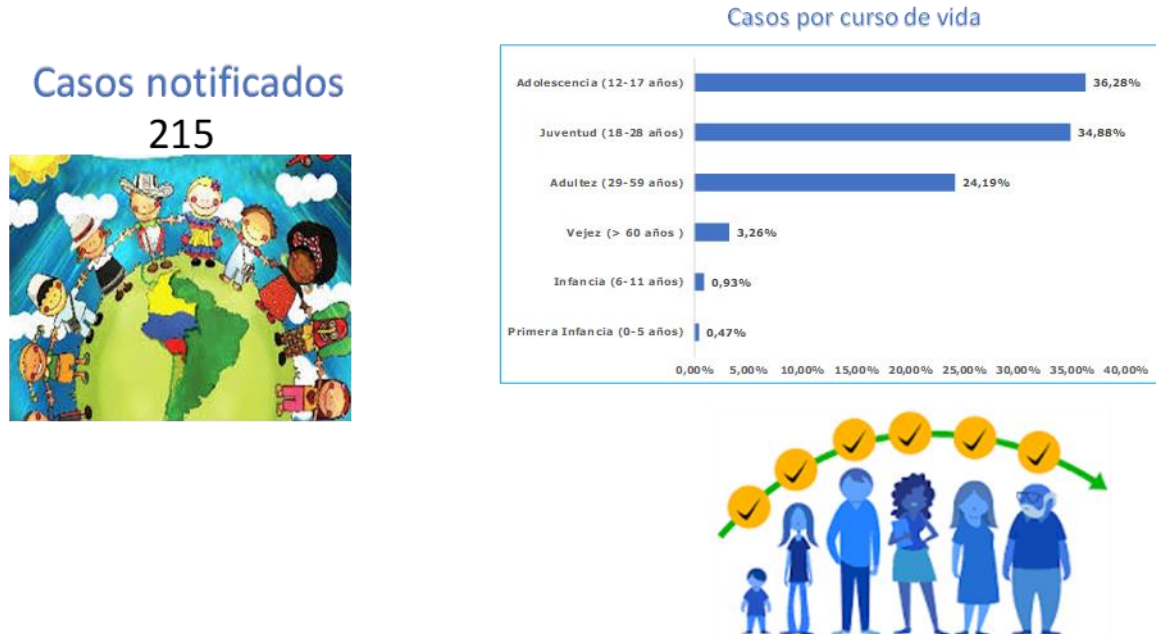 Casos notificados
215
Casos por curso de vida
Adolescencia (12-17 años) 36,28%
Juventud (18-28 años) 34,88%
Adultez (29-59 años) 24,19%
Vejez (> 60 años ) 3,26%
Infancia (6-11 años) 0,93%
Primera Infancia (0-5 años) 0,47%
0,00% 5,00% 10,00% 15,00% 20,00% 25,00% 30,00% 35,00% 40,00%